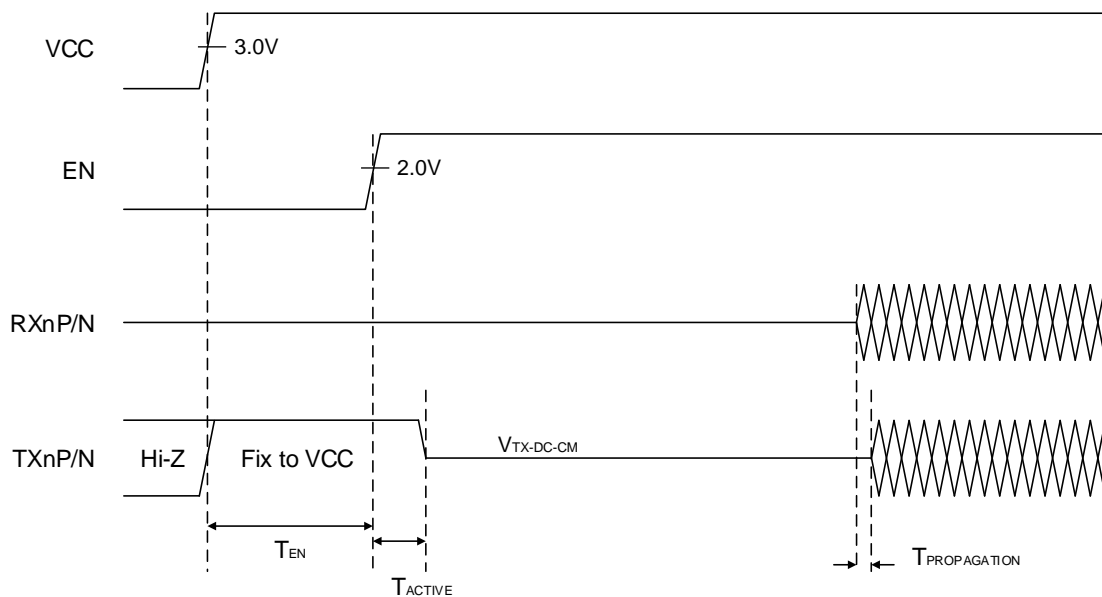 VCC
3.0V
EN
2.0V
RXnP/N
TXnP/N
Hi-Z
Fix to VCC
VTX-DC-CM
TEN
TACTIVE
TPROPAGATION